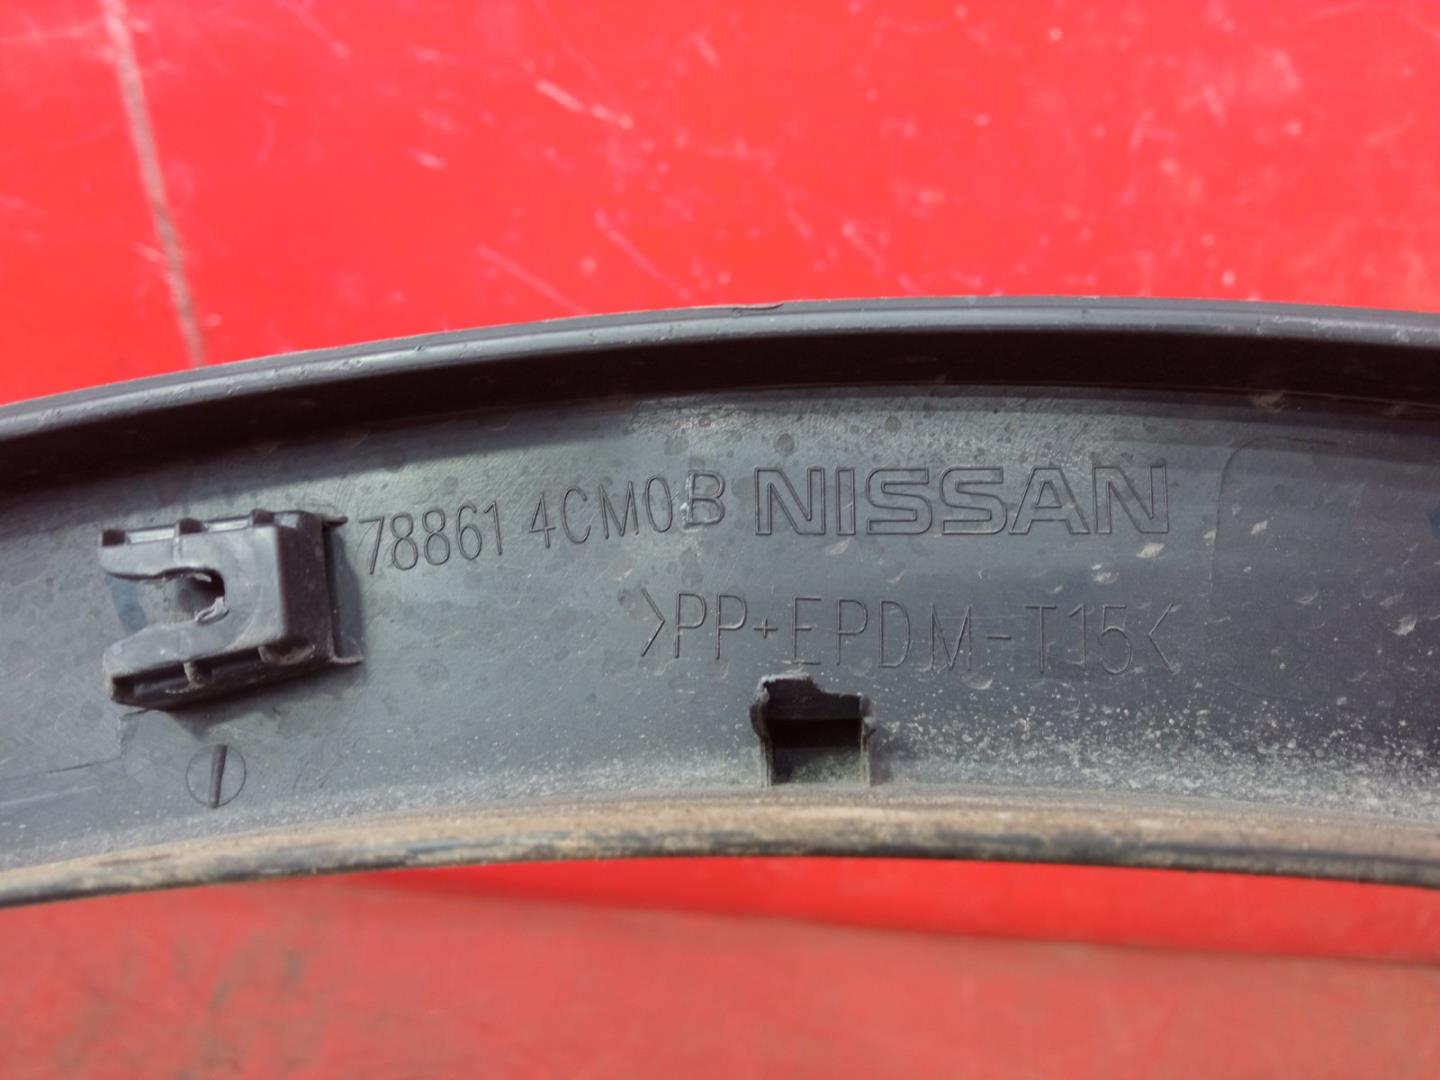 78861 4CM0B NISSAN
>PP+EPDM-T15<